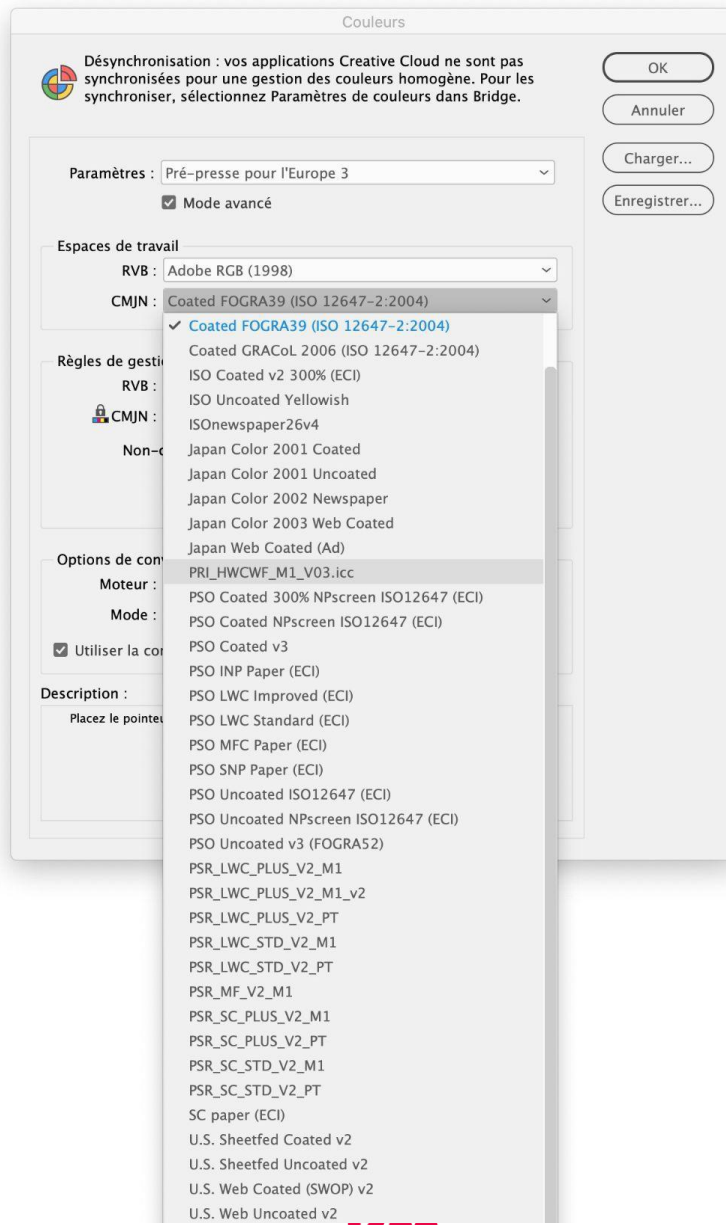 Couleurs
Désynchronisation : vos applications Creative Cloud ne sont pas
synchronisées pour une gestion des couleurs homogène. Pour les
synchroniser, sélectionnez Paramètres de couleurs dans Bridge.
OK
Annuler
Charger...
Enregistrer...
Paramètres : Pré-presse pour l'Europe 3
Mode avancé
Espaces de travail
RVB : Adobe RGB (1998)
CMJN : Coated FOGRA39 (ISO 12647-2:2004)
Coated FOGRA39 (ISO 12647-2:2004)
Coated GRACoL 2006 (ISO 12647-2:2004)
Règles de gesti
ISO Coated v2 300% (ECI)
RVB :
ISO Uncoated Yellowish
CMJN :
ISOnewspaper26v4
Non-c
Japan Color 2001 Coated
Japan Color 2001 Uncoated
Japan Color 2002 Newspaper
Japan Color 2003 Web Coated
Japan Web Coated (Ad)
Options de con
PRI_HWCWF_M1_V03.icc
Moteur :
PSO Coated 300% NPscreen ISO12647 (ECI)
Mode :
PSO Coated NPscreen ISO12647 (ECI)
PSO Coated v3
Utiliser la co
PSO INP Paper (ECI)
Description :
PSO LWC Improved (ECI)
Placez le pointeu
PSO LWC Standard (ECI)
PSO MFC Paper (ECI)
PSO SNP Paper (ECI)
PSO Uncoated ISO12647 (ECI)
PSO Uncoated NPscreen ISO12647 (ECI)
PSO Uncoated v3 (FOGRA52)
PSR_LWC_PLUS_V2_M1
PSR_LWC_PLUS_V2_M1_v2
PSR_LWC_PLUS_V2_PT
PSR_LWC_STD_V2_M1
PSR_LWC_STD_V2_PT
PSR_MF_V2_M1
PSR_SC_PLUS_V2_M1
PSR_SC_PLUS_V2_PT
PSR_SC_STD_V2_M1
PSR_SC_STD_V2_PT
SC paper (ECI)
U.S. Sheetfed Coated v2
U.S. Sheetfed Uncoated v2
U.S. Web Coated (SWOP) v2
U.S. Web Uncoated v2